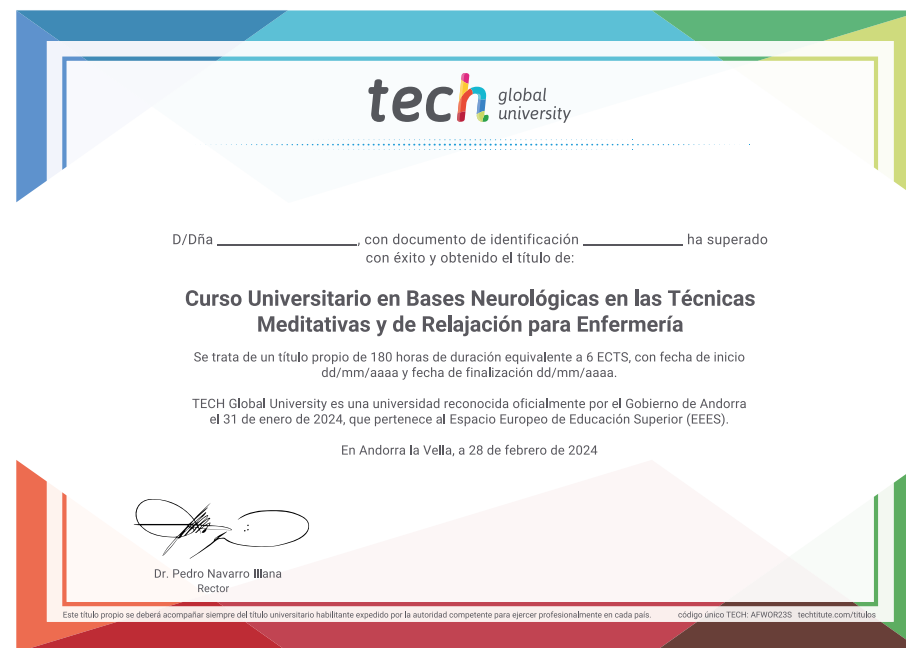 tech global
university
D/Dña ____________________, con documento de identificación ______________ ha superado
con éxito y obtenido el título de:
Curso Universitario en Bases Neurológicas en las Técnicas
Meditativas y de Relajación para Enfermería
Se trata de un título propio de 180 horas de duración equivalente a 6 ECTS, con fecha de inicio
dd/mm/aaaa y fecha de finalización dd/mm/aaaa.
TECH Global University es una universidad reconocida oficialmente por el Gobierno de Andorra
el 31 de enero de 2024, que pertenece al Espacio Europeo de Educación Superior (EEES).
En Andorra la Vella, a 28 de febrero de 2024
Dr. Pedro Navarro Illana
Rector
Este título propio se deberá acompañar siempre del título universitario habilitante expedido por la autoridad competente para ejercer profesionalmente en cada país. código único TECH: AFWOR23S techtitute.com/titulos